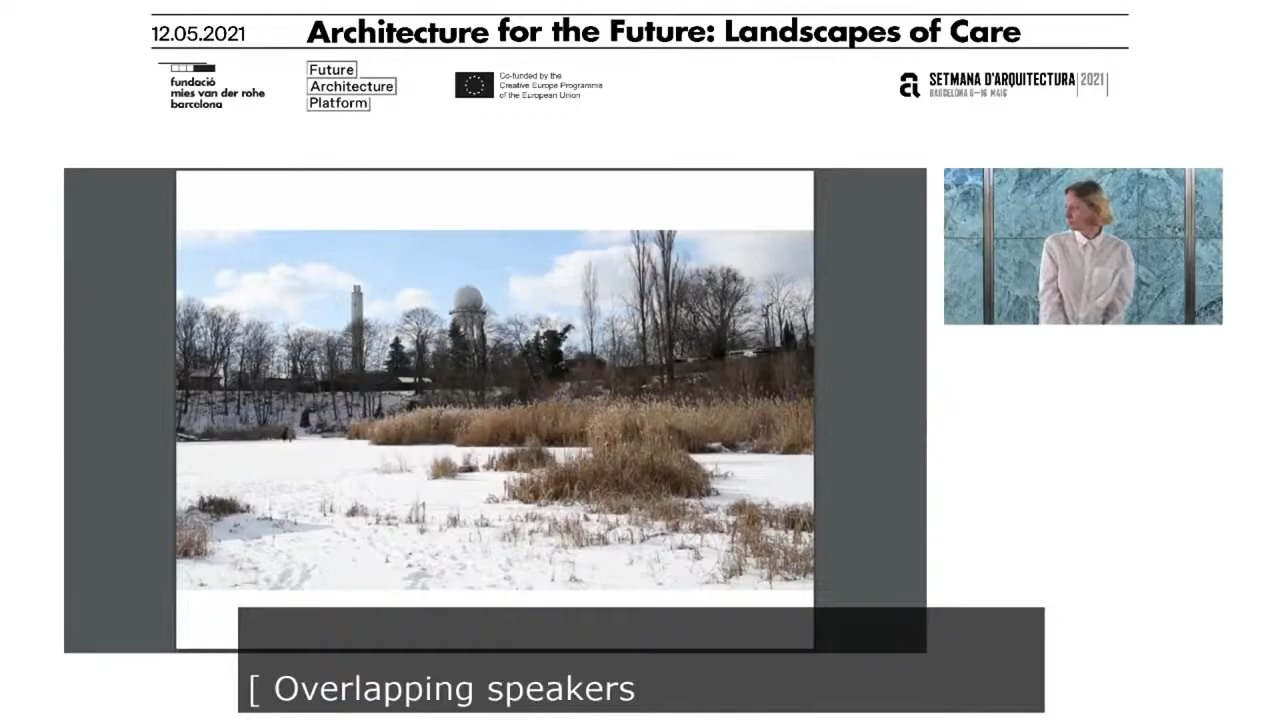 12.05.2021
Architecture for the Future: Landscapes of Care
fundació
mies van der rohe
barcelona
Future
Architecture
Platform
Co-funded by the
Creative Europe Programme
of the European Union
SETMANA D'ARQUITECTURA 2021
BARCELONA 6–16 MAIG
[ Overlapping speakers